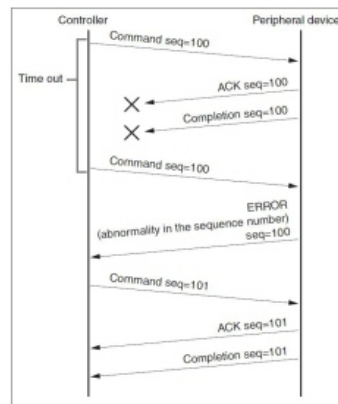 Controller
Peripheral device
Command seq=100
Time out
ACK seq=100
Completion seq=100
Command seq=100
ERROR
(abnormality in the sequence number)
seq=100
Command seq=101
ACK seq=101
Completion seq=101